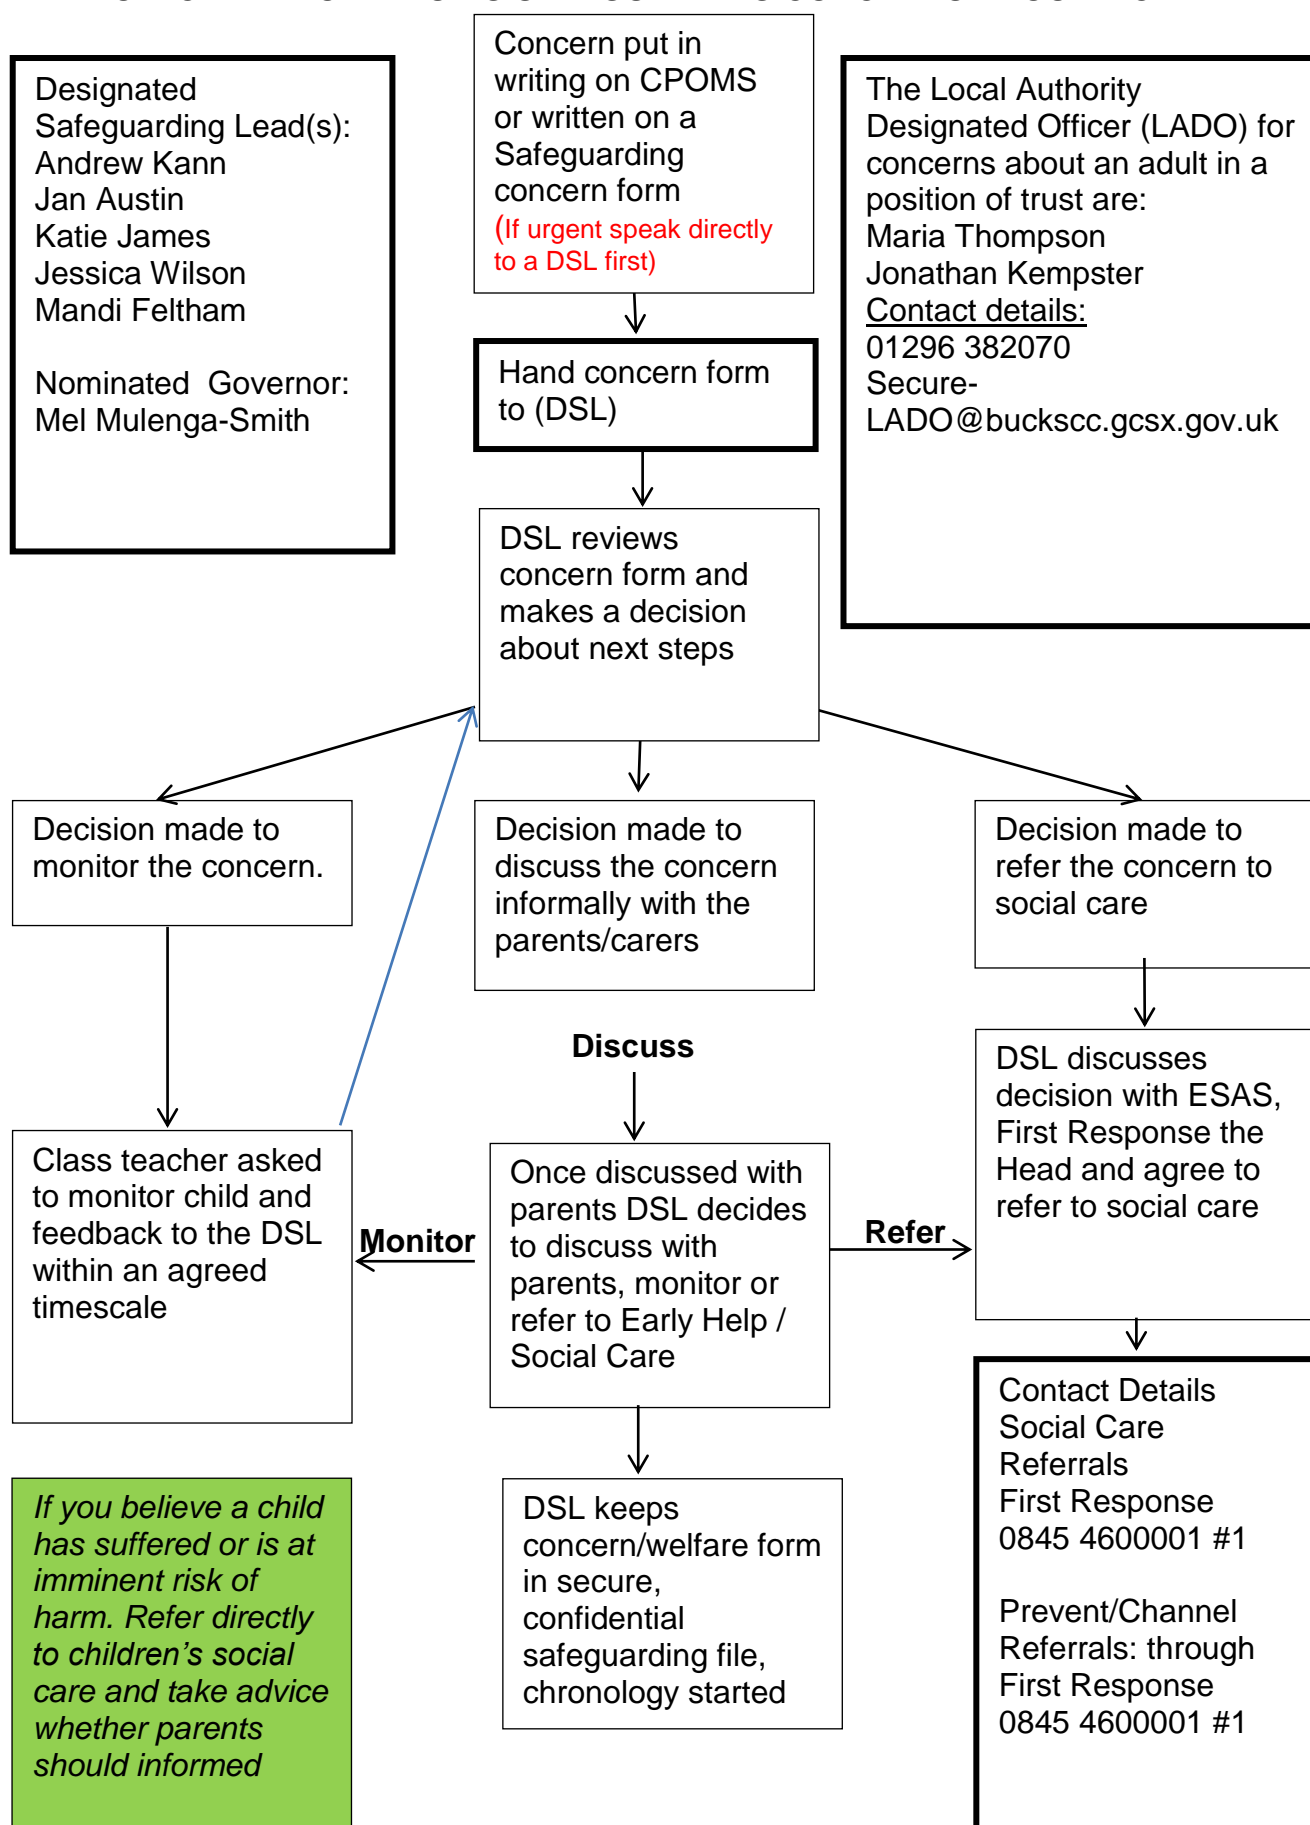 Concern put in
writing on CPOMS
or written on a
Safeguarding
concern form
(If urgent speak directly
to a DSL first)
Designated
Safeguarding Lead(s):
Andrew Kann
Jan Austin
Katie James
Jessica Wilson
Mandi Feltham
Nominated Governor:
Mel Mulenga-Smith
The Local Authority
Designated Officer (LADO) for
concerns about an adult in a
position of trust are:
Maria Thompson
Jonathan Kempster
Contact details:
01296 382070
Secure-
LADO@buckscc.gcsx.gov.uk
Hand concern form
to (DSL)
DSL reviews
concern form and
makes a decision
about next steps
Decision made to
monitor the concern.
Decision made to
discuss the concern
informally with the
parents/carers
Decision made to
refer the concern to
social care
Discuss
DSL discusses
decision with ESAS,
First Response the
Head and agree to
refer to social care
Class teacher asked
to monitor child and
feedback to the DSL
within an agreed
timescale
Monitor
Once discussed with
parents DSL decides
to discuss with
parents, monitor or
refer to Early Help /
Social Care
Refer
Contact Details
Social Care
Referrals
First Response
0845 4600001 #1
Prevent/Channel
Referrals: through
First Response
0845 4600001 #1
If you believe a child
has suffered or is at
imminent risk of
harm. Refer directly
to children's social
care and take advice
whether parents
should informed
DSL keeps
concern/welfare form
in secure,
confidential
safeguarding file,
chronology started